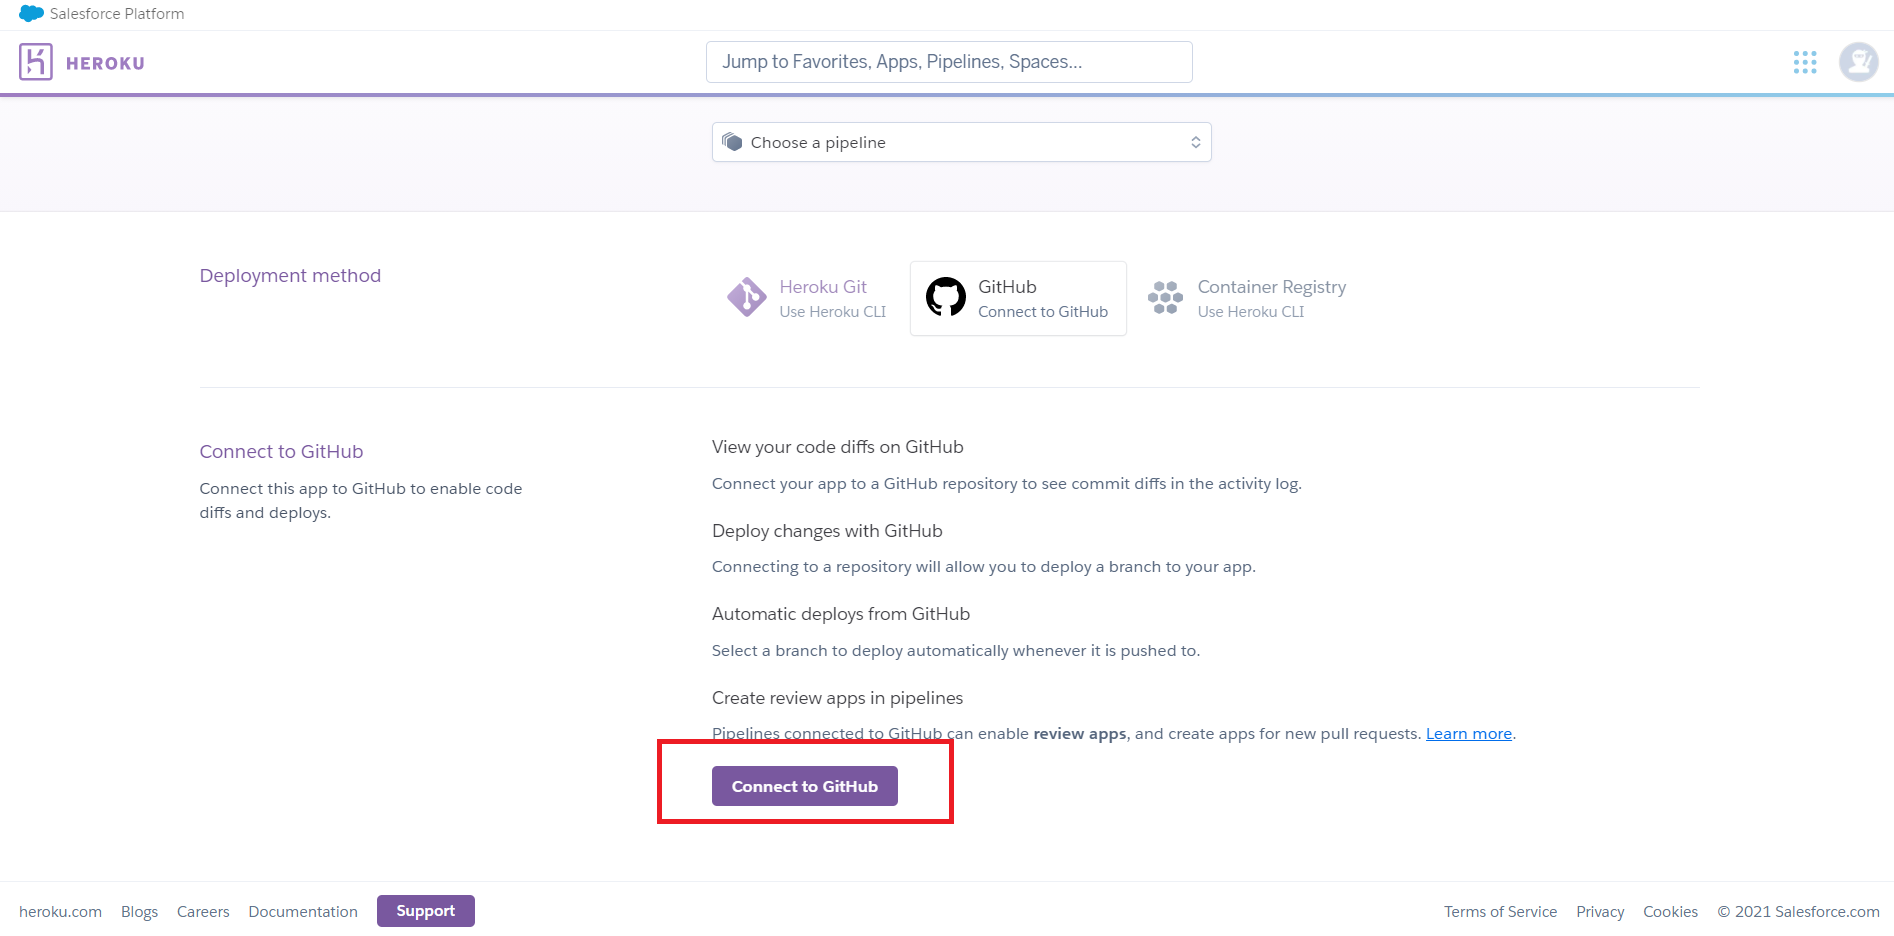 Salesforce Platform
HEROKU
Jump to Favorites, Apps, Pipelines, Spaces...
Choose a pipeline
Deployment method
Heroku Git
Use Heroku CLI
GitHub
Connect to GitHub
Container Registry
Use Heroku CLI
Connect to GitHub
Connect this app to GitHub to enable code
diffs and deploys.
View your code diffs on GitHub
Connect your app to a GitHub repository to see commit diffs in the activity log.
Deploy changes with GitHub
Connecting to a repository will allow you to deploy a branch to your app.
Automatic deploys from GitHub
Select a branch to deploy automatically whenever it is pushed to.
Create review apps in pipelines
Pipelines connected to GitHub can enable review apps, and create apps for new pull requests. Learn more.
Connect to GitHub
heroku.com Blogs Careers Documentation Support
Terms of Service Privacy Cookies © 2021 Salesforce.com